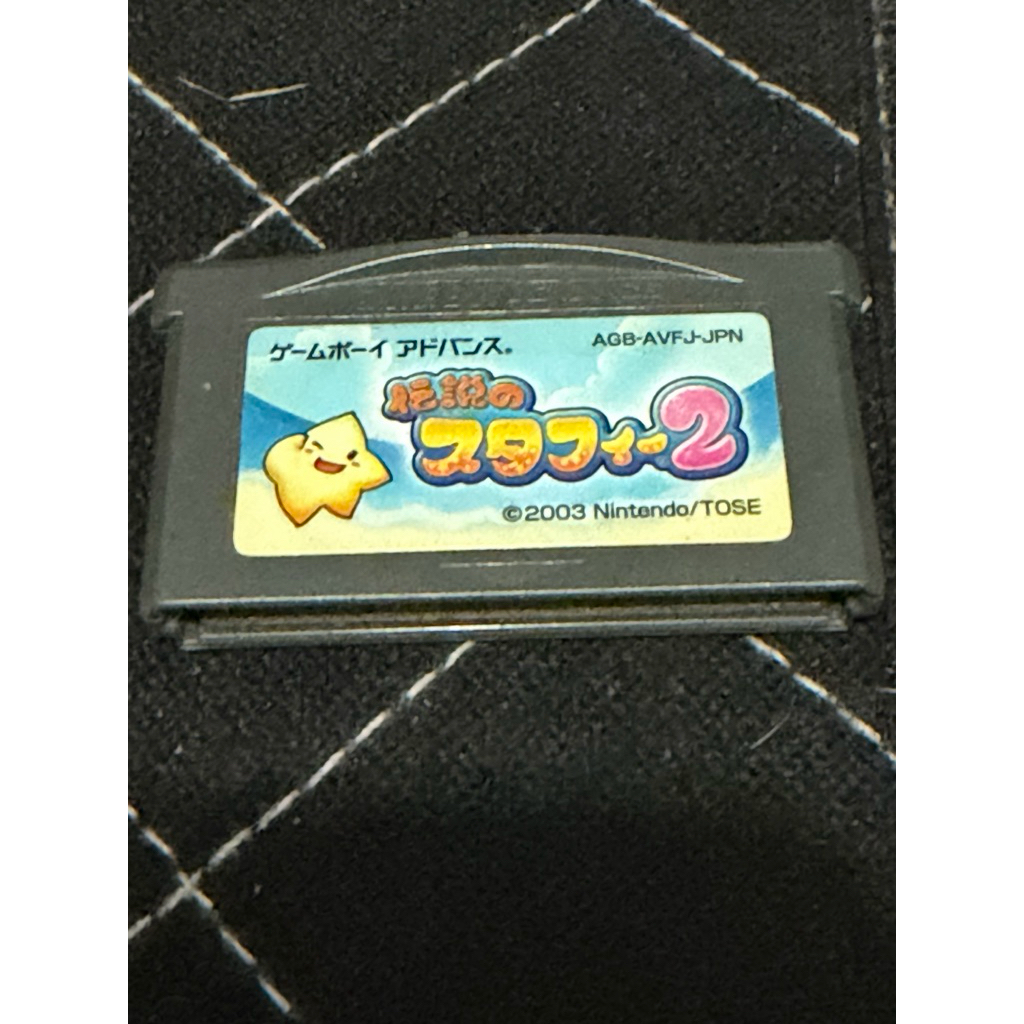 ゲームボーイ アドバンス®
AGB-AVFJ-JPN
伝説の
スタフィー2
©2003 Nintendo/TOSE